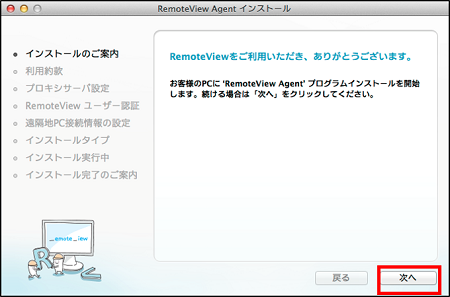 RemoteView Agent インストール
インストールのご案内
利用約款
プロキシサーバ設定
RemoteView ユーザー認証
遠隔地PC接続情報の設定
インストールタイプ
インストール実行中
インストール完了のご案内
RemoteViewをご利用いただき、ありがとうございます。
お客様のPCに 'RemoteView Agent' プログラムインストールを開始
します。続ける場合は「次へ」をクリックしてください。
_emote _iew
R
戻る
次へ